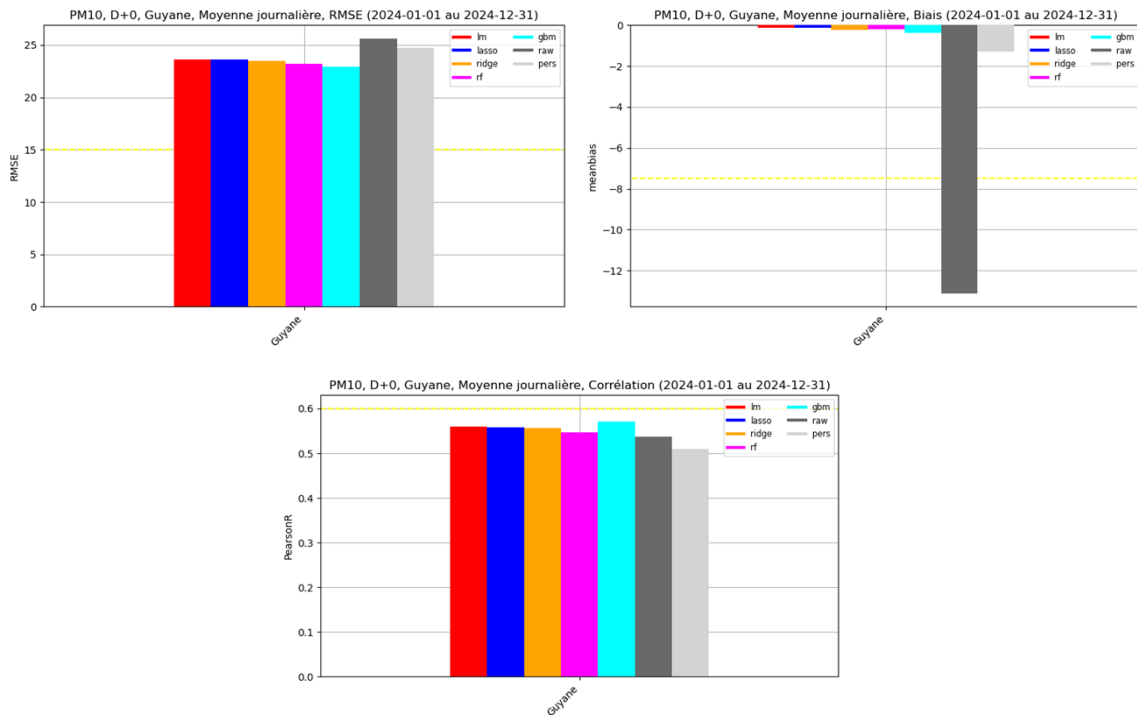 PM10, D+0, Guyane, Moyenne journalière, RMSE (2024-01-01 au 2024-12-31)
RMSE
25
20
15
10
5
0
lm
lasso
ridge
rf
gbm
raw
pers
Guyane
PM10, D+0, Guyane, Moyenne journalière, Biais (2024-01-01 au 2024-12-31)
meanbias
0
−2
−4
−6
−8
−10
−12
lm
lasso
ridge
rf
gbm
raw
pers
Guyane
PM10, D+0, Guyane, Moyenne journalière, Corrélation (2024-01-01 au 2024-12-31)
PearsonR
0.6
0.5
0.4
0.3
0.2
0.1
0.0
lm
lasso
ridge
rf
gbm
raw
pers
Guyane